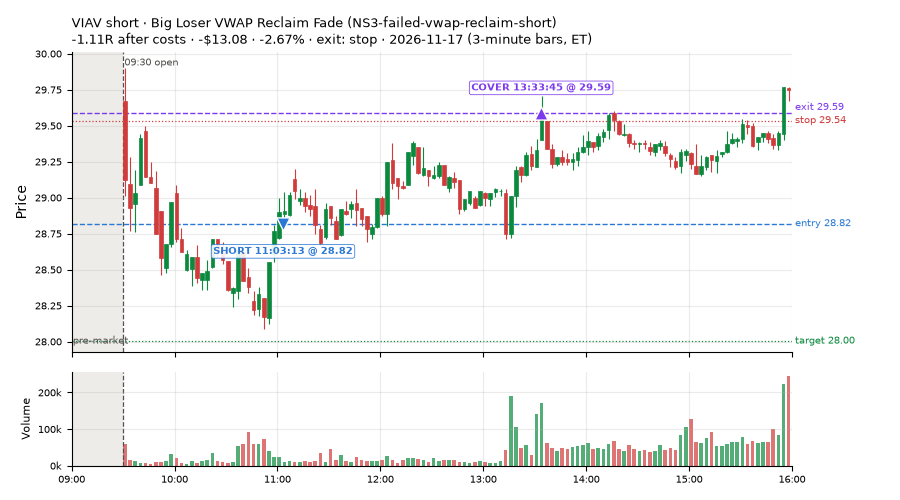 VIAV short · Big Loser VWAP Reclaim Fade (NS3-failed-vwap-reclaim-short)
-1.11R after costs · -$13.08 · -2.67% · exit: stop · 2026-11-17 (3-minute bars, ET)
30.00
09:30 open
29.75
COVER 13:33:45 @ 29.59
exit 29.59
29.50
stop 29.54
29.25
Price
29.00
entry 28.82
28.75
SHORT 11:03:13 @ 28.82
28.50
28.25
28.00
pre-market
target 28.00
Volume
200k
100k
0k
09:00
10:00
11:00
12:00
13:00
14:00
15:00
16:00